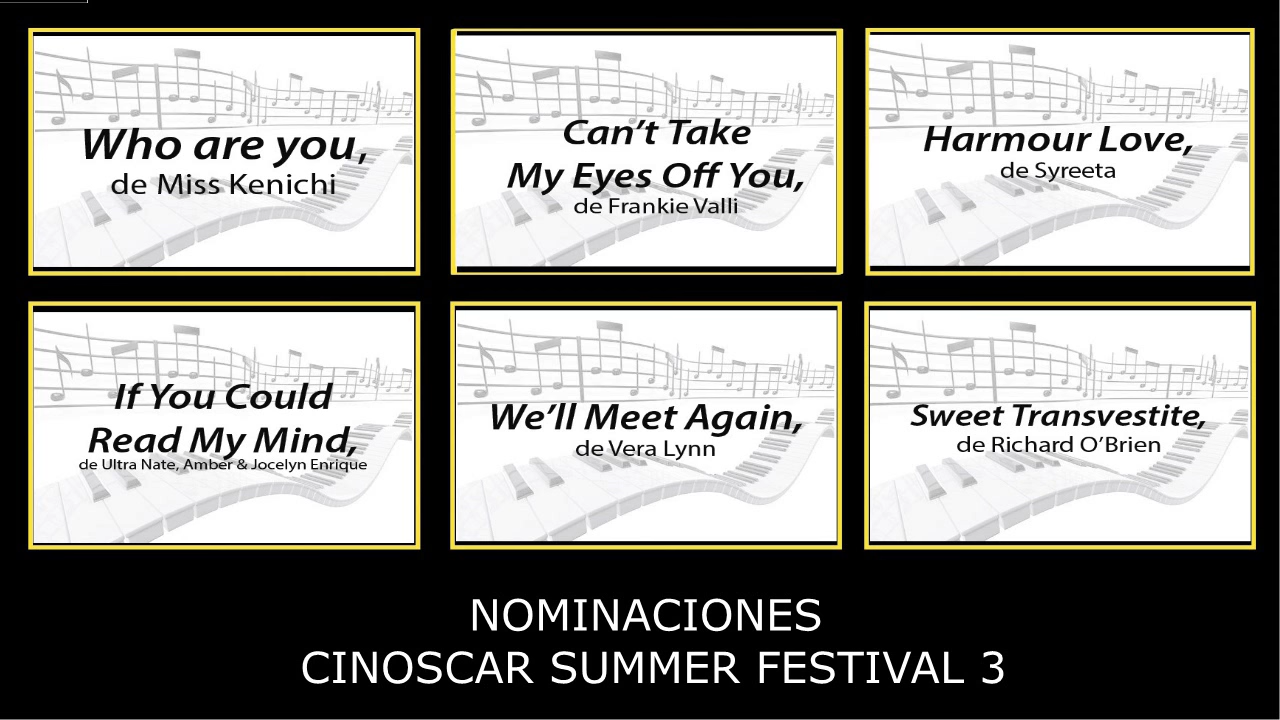 Who are you,
de Miss Kenichi
Can't Take
My Eyes Off You,
de Frankie Valli
Harmour Love,
de Syreeta
If You Could
Read My Mind,
de Ultra Nate, Amber & Jocelyn Enrique
We'll Meet Again,
de Vera Lynn
Sweet Transvestite,
de Richard O'Brien
NOMINACIONES
CINOSCAR SUMMER FESTIVAL 3